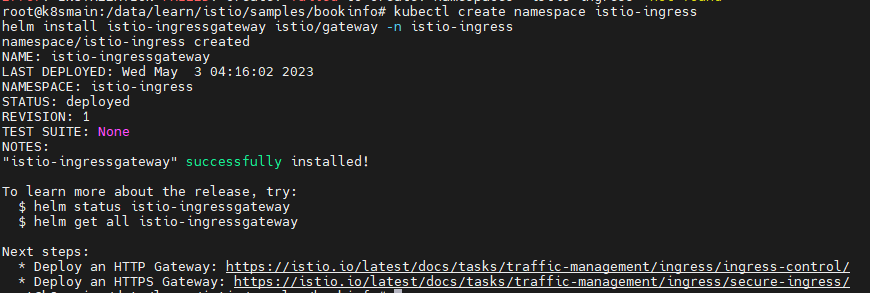 root@k8smain:/data/learn/istio/samples/bookinfo# kubectl create namespace istio-ingress
helm install istio-ingressgateway istio/gateway -n istio-ingress
namespace/istio-ingress created
NAME: istio-ingressgateway
LAST DEPLOYED: Wed May  3 04:16:02 2023
NAMESPACE: istio-ingress
STATUS: deployed
REVISION: 1
TEST SUITE: None
NOTES:
"istio-ingressgateway" successfully installed!

To learn more about the release, try:
  $ helm status istio-ingressgateway
  $ helm get all istio-ingressgateway

Next steps:
  * Deploy an HTTP Gateway: https://istio.io/latest/docs/tasks/traffic-management/ingress/ingress-control/
  * Deploy an HTTPS Gateway: https://istio.io/latest/docs/tasks/traffic-management/ingress/secure-ingress/